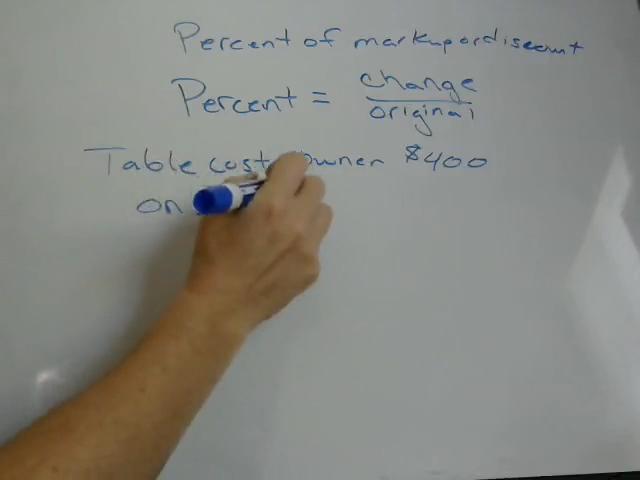 Percent of markup or discount
Percent = change
original
Table cost owner $400
on